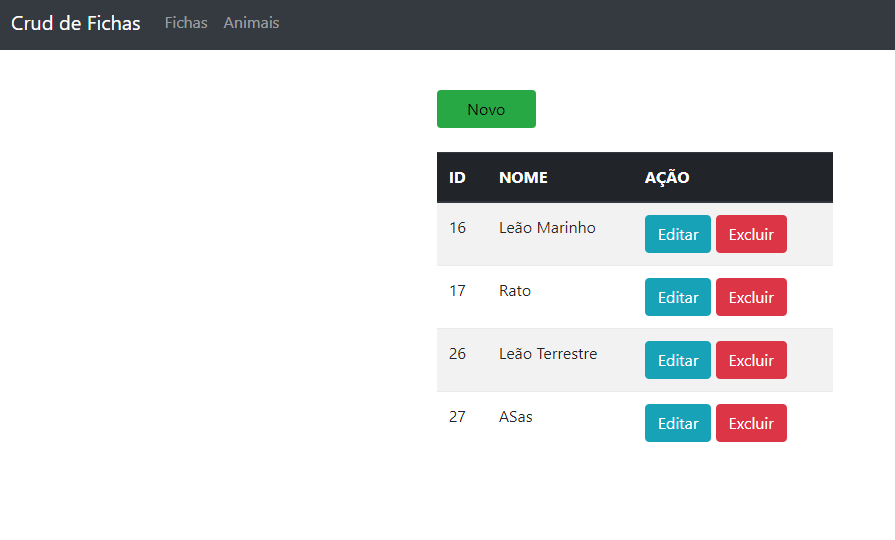 Crud de Fichas Fichas Animais
Novo
ID NOME AÇÃO
16 Leão Marinho Editar Excluir
17 Rato Editar Excluir
26 Leão Terrestre Editar Excluir
27 ASas Editar Excluir